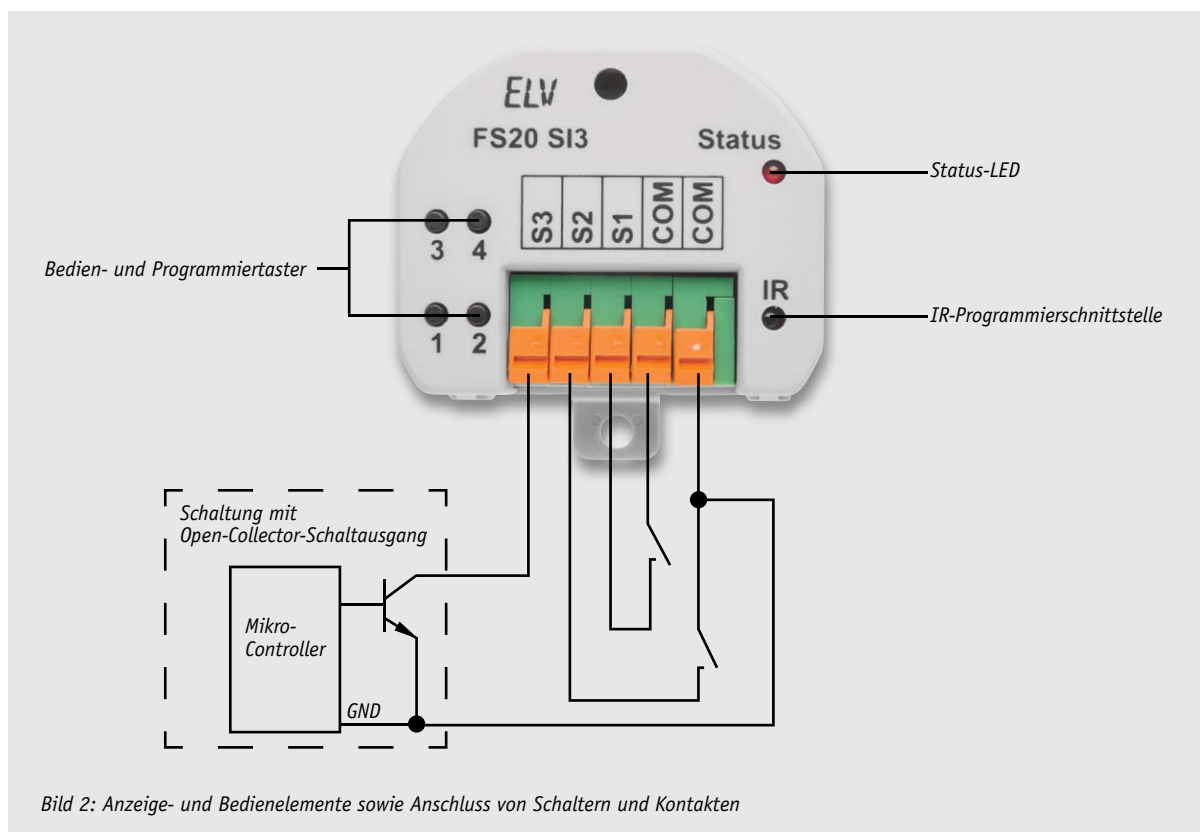 ELV
FS20 SI3
Status
Status-LED
S3
S2
S1
COM
COM
3 4
Bedien- und Programmiertaster
IR
IR-Programmierschnittstelle
1 2
Schaltung mit
Open-Collector-Schaltausgang
Mikro-
Controller
GND
Bild 2: Anzeige- und Bedienelemente sowie Anschluss von Schaltern und Kontakten